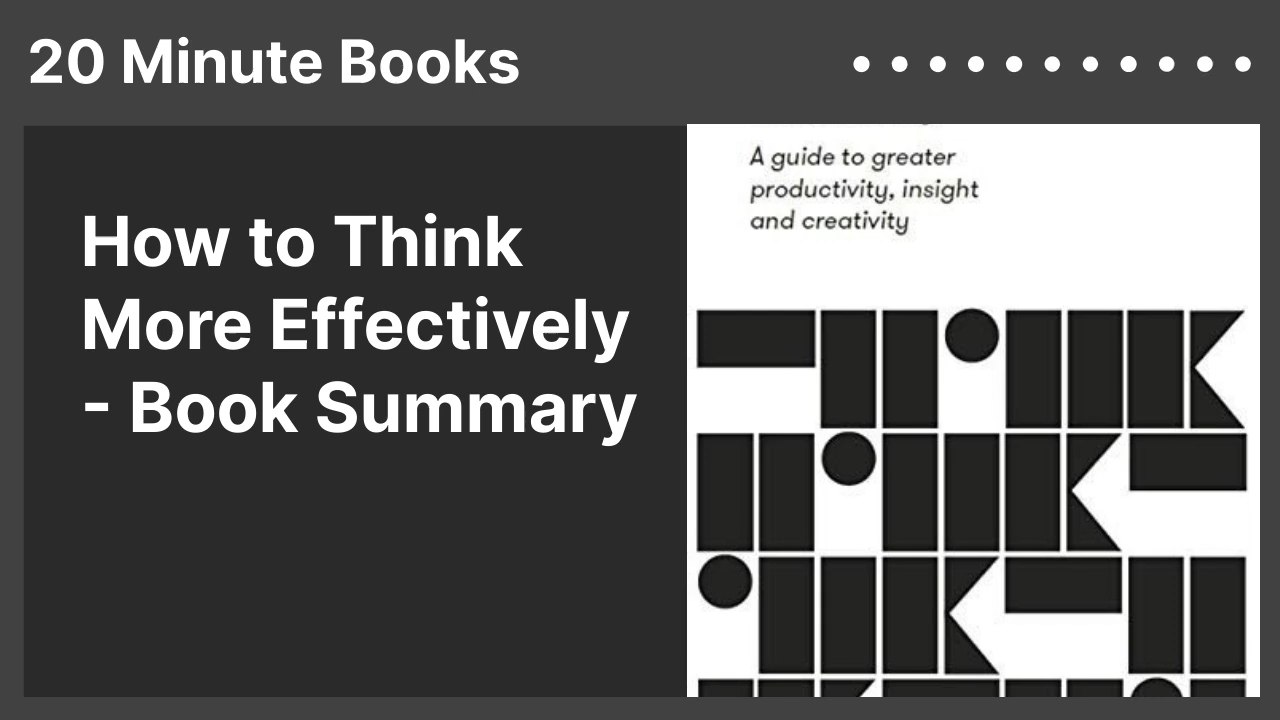 20 Minute Books
How to Think
More Effectively
- Book Summary
A guide to greater
productivity, insight
and creativity